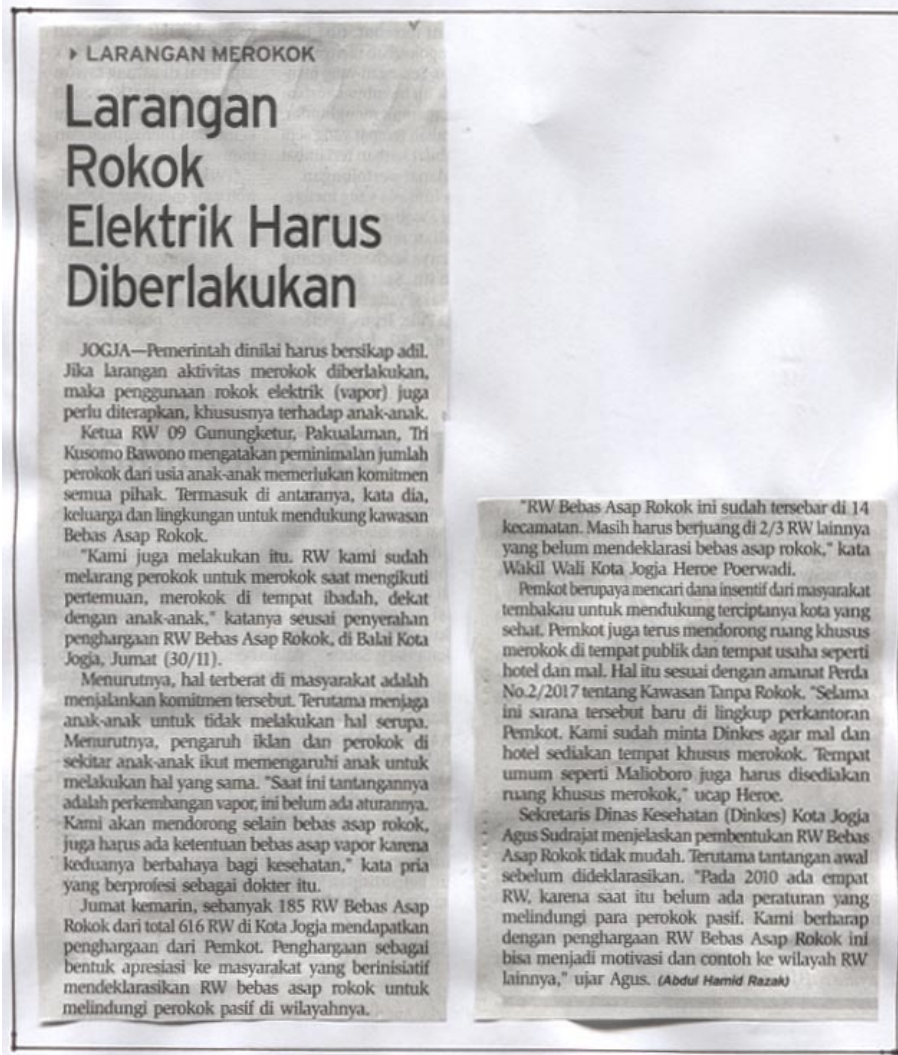 ▸ LARANGAN MEROKOK
Larangan
Rokok
Elektrik Harus
Diberlakukan
JOGJA—Pemerintah dinilai harus bersikap adil.
Jika larangan aktivitas merokok diberlakukan,
maka penggunaan rokok elektrik (vapor) juga
perlu diterapkan, khususnya terhadap anak-anak.
Ketua RW 09 Gunungketur, Pakualaman, Tri
Kusomo Bawono mengatakan peminimalan jumlah
perokok dari usia anak-anak memerlukan komitmen
semua pihak. Termasuk di antaranya, kata dia,
keluarga dan lingkungan untuk mendukung kawasan
Bebas Asap Rokok.
"Kami juga melakukan itu. RW kami sudah
melarang perokok untuk merokok saat mengikuti
pertemuan, merokok di tempat ibadah, dekat
dengan anak-anak," katanya seusai penyerahan
penghargaan RW Bebas Asap Rokok, di Balai Kota
Jogja, Jumat (30/11).
Menurutnya, hal terberat di masyarakat adalah
menjalankan komitmen tersebut. Terutama menjaga
anak-anak untuk tidak melakukan hal serupa.
Menurutnya, pengaruh iklan dan perokok di
sekitar anak-anak ikut memengaruhi anak untuk
melakukan hal yang sama. "Saat ini tantangannya
adalah perkembangan vapor, ini belum ada aturannya.
Kami akan mendorong selain bebas asap rokok,
juga harus ada ketentuan bebas asap vapor karena
keduanya berbahaya bagi kesehatan," kata pria
yang berprofesi sebagai dokter itu.
Jumat kemarin, sebanyak 185 RW Bebas Asap
Rokok dari total 616 RW di Kota Jogja mendapatkan
penghargaan dari Pemkot. Penghargaan sebagai
bentuk apresiasi ke masyarakat yang berinisiatif
mendeklarasikan RW bebas asap rokok untuk
melindungi perokok pasif di wilayahnya.
"RW Bebas Asap Rokok ini sudah tersebar di 14
kecamatan. Masih harus berjuang di 2/3 RW lainnya
yang belum mendeklarasi bebas asap rokok," kata
Wakil Wali Kota Jogja Heroe Poerwadi.
Pemkot berupaya mencari dana insentif dari masyarakat
tembakau untuk mendukung terciptanya kota yang
sehat. Pemkot juga terus mendorong ruang khusus
merokok di tempat publik dan tempat usaha seperti
hotel dan mal. Hal itu sesuai dengan amanat Perda
No.2/2017 tentang Kawasan Tanpa Rokok. "Selama
ini sarana tersebut baru di lingkup perkantoran
Pemkot. Kami sudah minta Dinkes agar mal dan
hotel sediakan tempat khusus merokok. Tempat
umum seperti Malioboro juga harus disediakan
ruang khusus merokok," ucap Heroe.
Sekretaris Dinas Kesehatan (Dinkes) Kota Jogja
Agus Sudrajat menjelaskan pembentukan RW Bebas
Asap Rokok tidak mudah. Terutama tantangan awal
sebelum dideklarasikan. "Pada 2010 ada empat
RW, karena saat itu belum ada peraturan yang
melindungi para perokok pasif. Kami berharap
dengan penghargaan RW Bebas Asap Rokok ini
bisa menjadi motivasi dan contoh ke wilayah RW
lainnya," ujar Agus. (Abdul Hamid Razak)